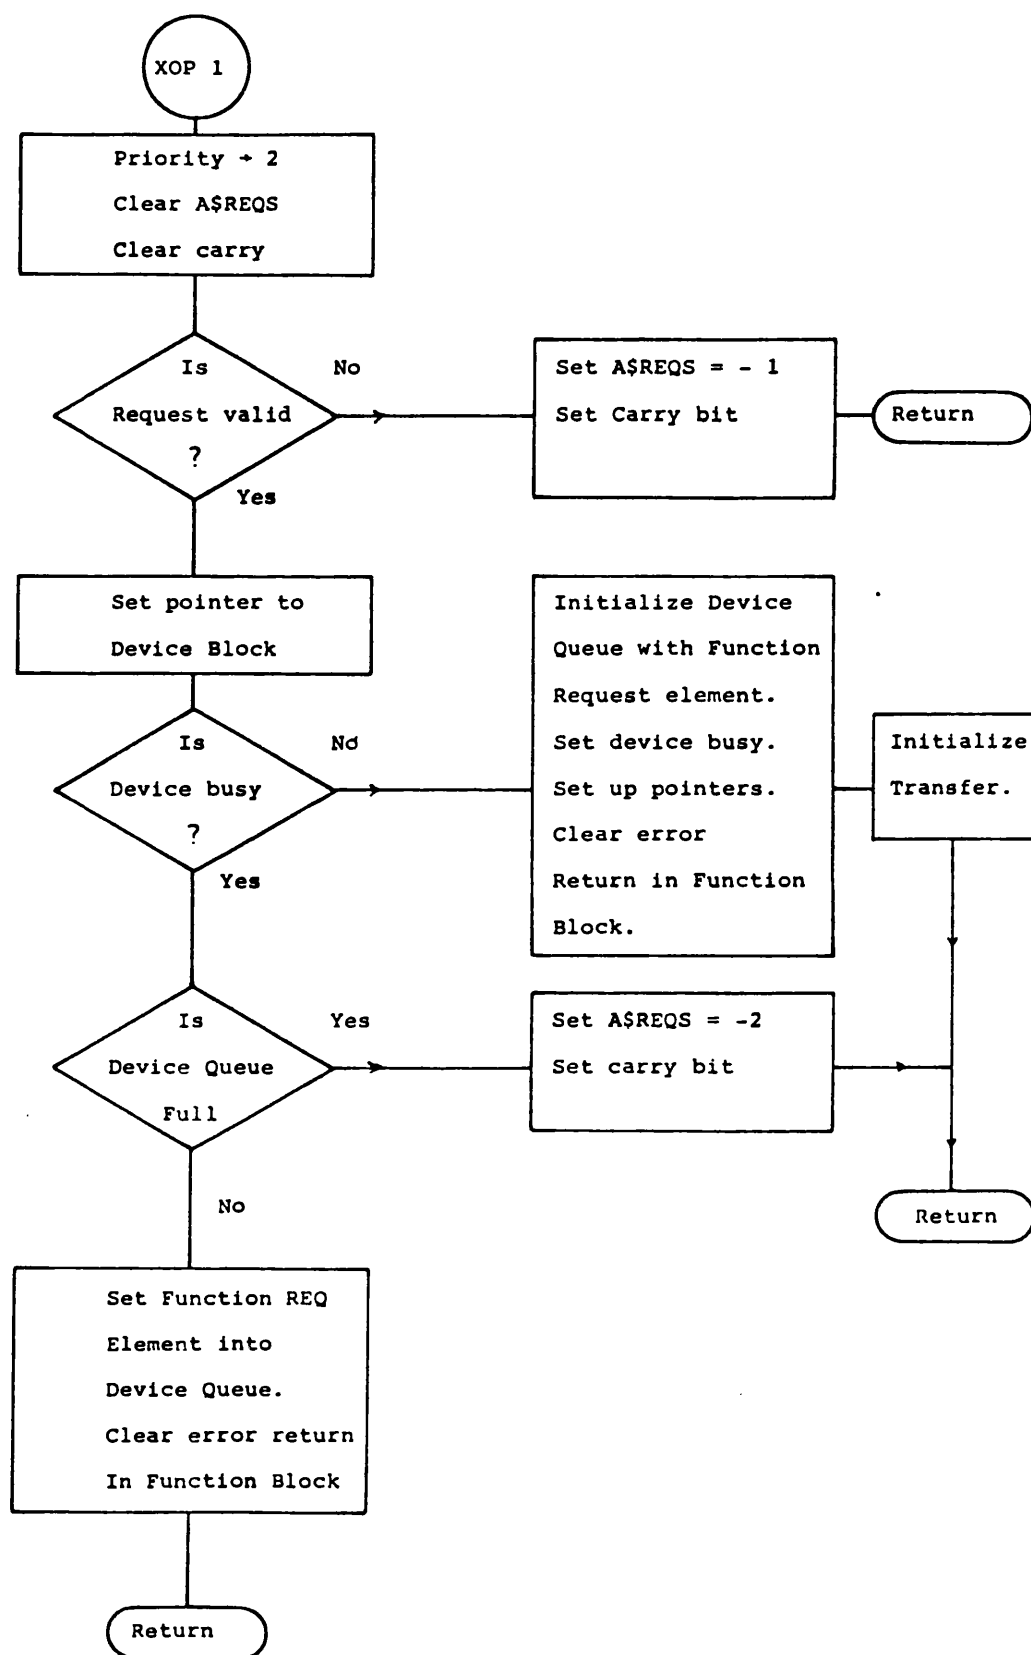 XOP 1
Priority → 2
Clear A$REQS
Clear carry
Is
Request valid
?
No
Yes
Set A$REQS = - 1
Set Carry bit
Return
Set pointer to
Device Block
Is
Device busy
?
No
Yes
Initialize Device
Queue with Function
Request element.
Set device busy.
Set up pointers.
Clear error
Return in Function
Block.
Initialize
Transfer.
Is
Device Queue
Full
Yes
No
Set A$REQS = -2
Set carry bit
Return
Set Function REQ
Element into
Device Queue.
Clear error return
In Function Block
Return